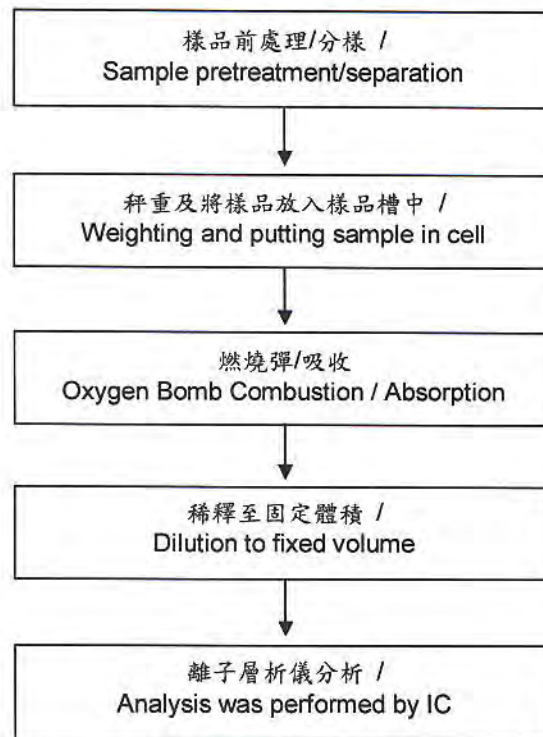 樣品前處理/分樣 /
Sample pretreatment/separation
秤重及將樣品放入樣品槽中 /
Weighting and putting sample in cell
燃燒彈/吸收
Oxygen Bomb Combustion / Absorption
稀釋至固定體積 /
Dilution to fixed volume
離子層析儀分析 /
Analysis was performed by IC